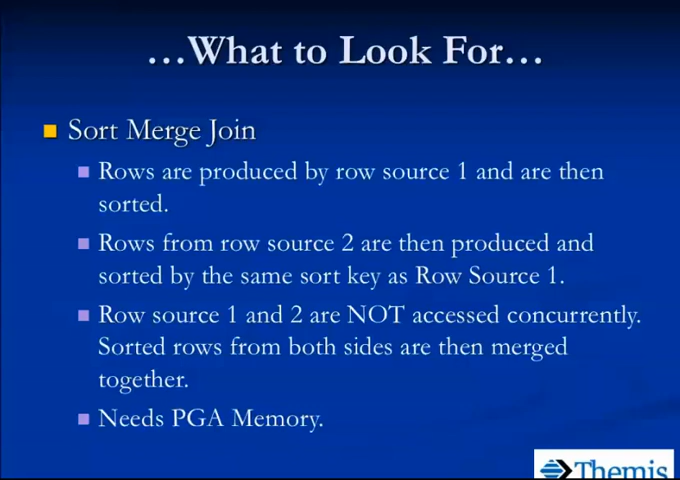 ...What to Look For...
Sort Merge Join
Rows are produced by row source 1 and are then
sorted.
Rows from row source 2 are then produced and
sorted by the same sort key as Row Source 1.
Row source 1 and 2 are NOT accessed concurrently.
Sorted rows from both sides are then merged
together.
Needs PGA Memory.
Themis